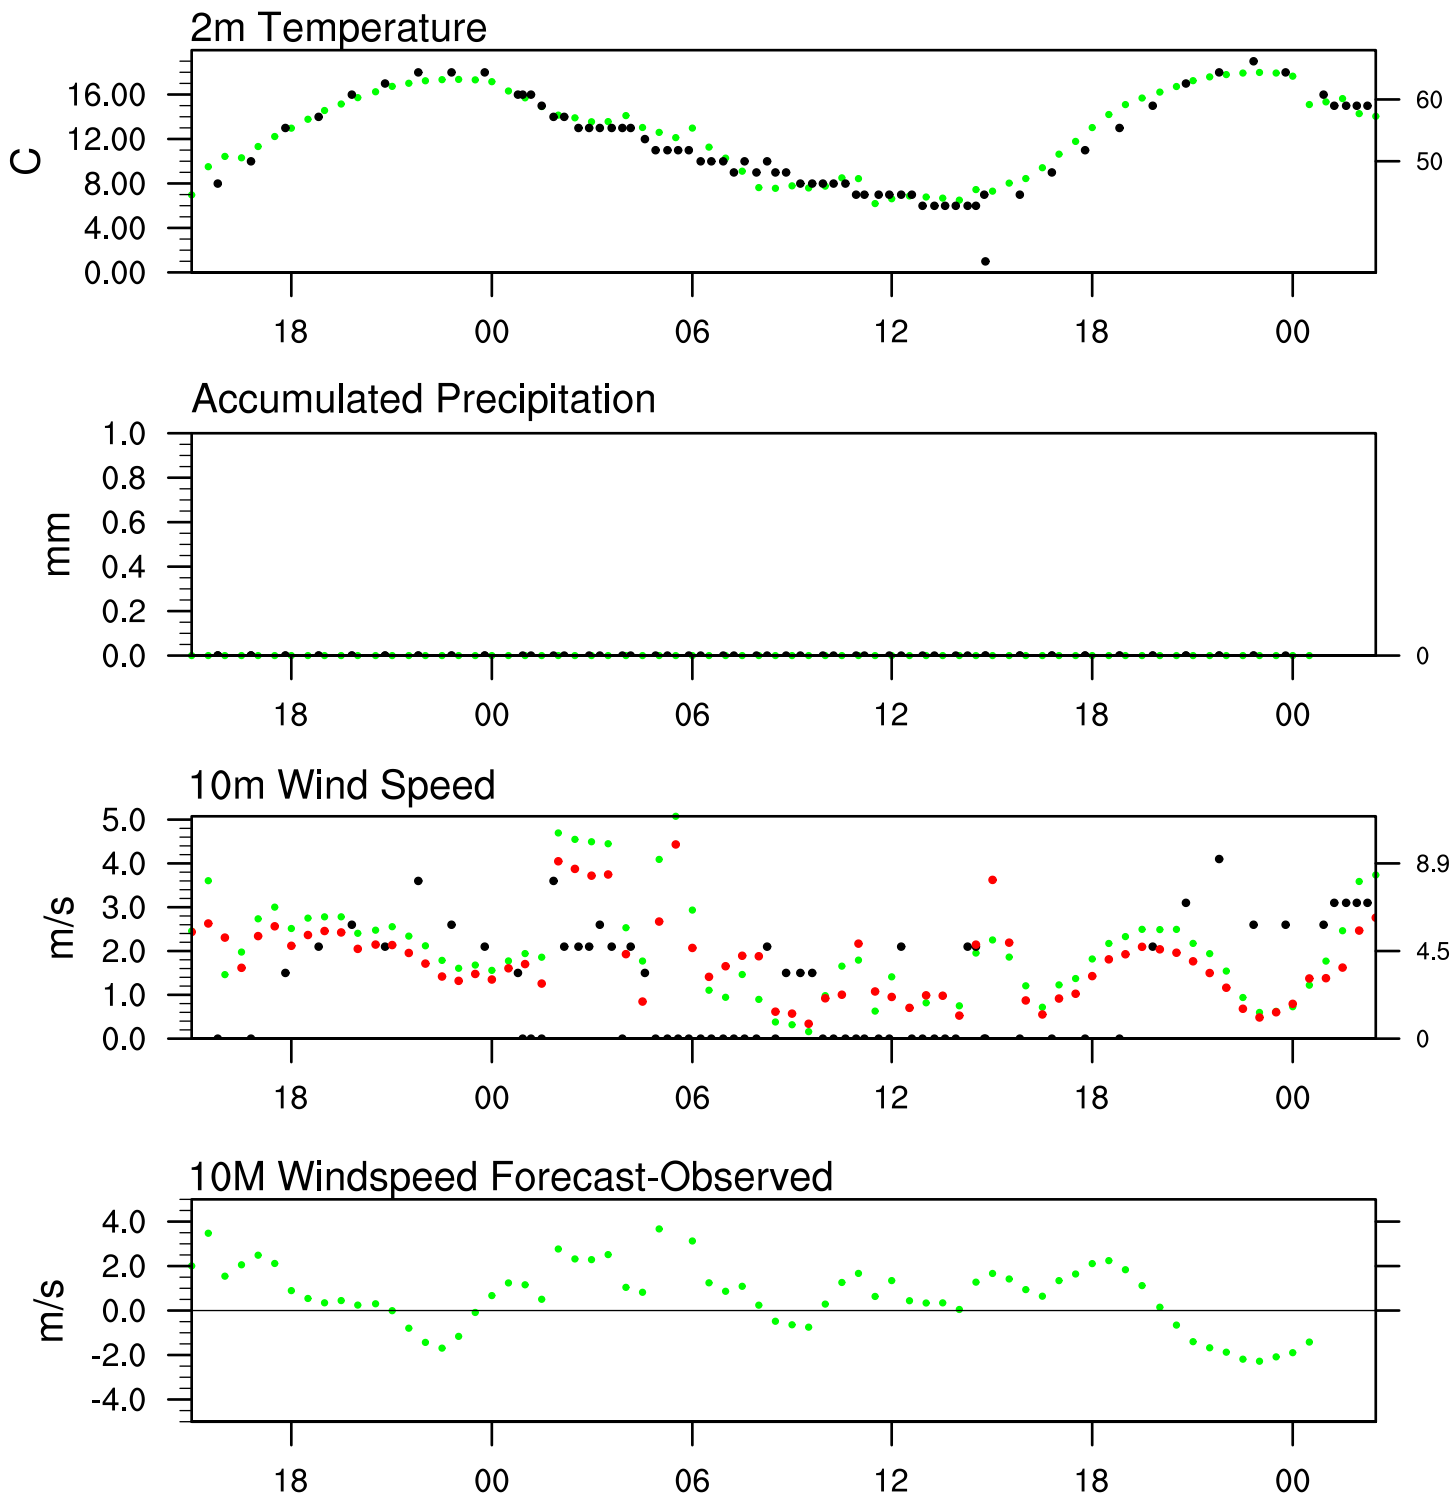 2m Temperature
16.00
12.00
8.00
4.00
0.00
C
60
50
18 00 06 12 18 00
Accumulated Precipitation
1.0
0.8
0.6
0.4
0.2
0.0
mm
0
18 00 06 12 18 00
10m Wind Speed
5.0
4.0
3.0
2.0
1.0
0.0
m/s
8.9
4.5
0
18 00 06 12 18 00
10M Windspeed Forecast-Observed
4.0
2.0
0.0
-2.0
-4.0
m/s
18 00 06 12 18 00